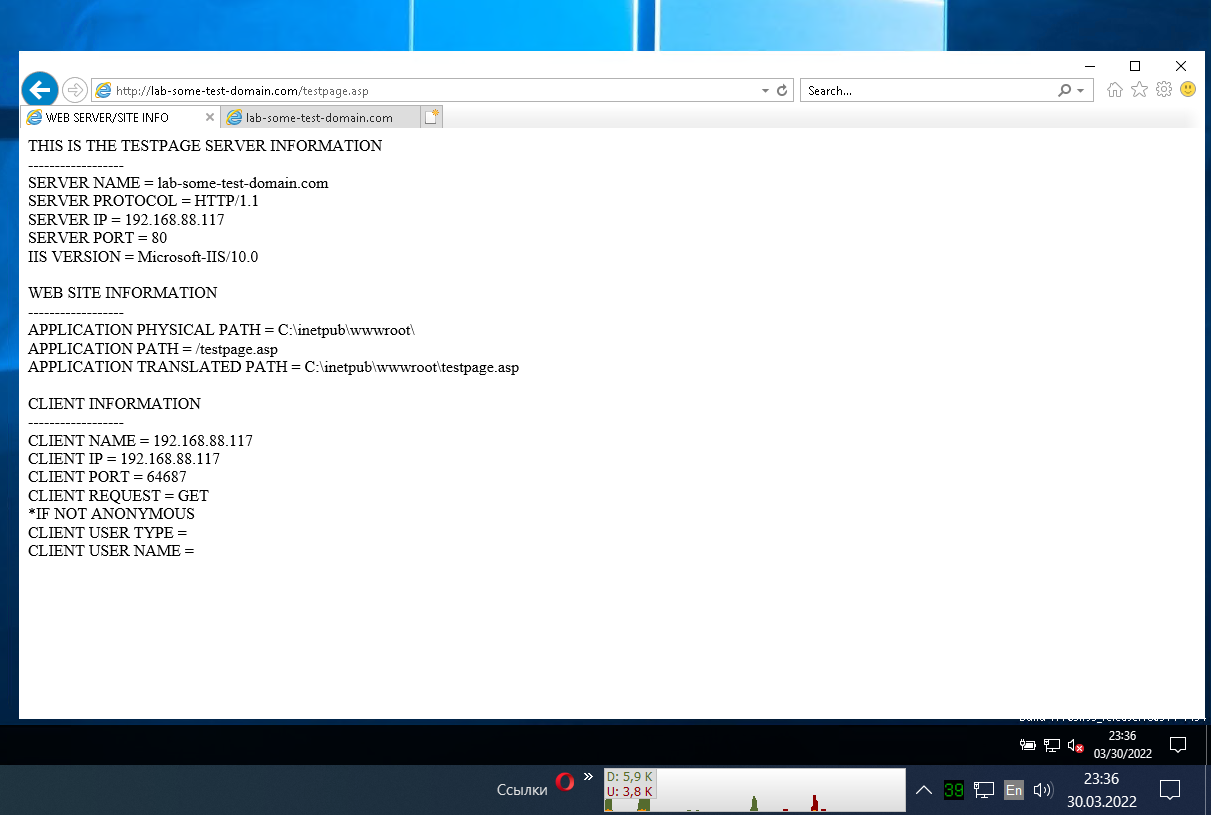 http://lab-some-test-domain.com/testpage.asp
Search...
WEB SERVER/SITE INFO
lab-some-test-domain.com
THIS IS THE TESTPAGE SERVER INFORMATION
------------------
SERVER NAME = lab-some-test-domain.com
SERVER PROTOCOL = HTTP/1.1
SERVER IP = 192.168.88.117
SERVER PORT = 80
IIS VERSION = Microsoft-IIS/10.0
WEB SITE INFORMATION
------------------
APPLICATION PHYSICAL PATH = C:\inetpub\wwwroot\
APPLICATION PATH = /testpage.asp
APPLICATION TRANSLATED PATH = C:\inetpub\wwwroot\testpage.asp
CLIENT INFORMATION
------------------
CLIENT NAME = 192.168.88.117
CLIENT IP = 192.168.88.117
CLIENT PORT = 64687
CLIENT REQUEST = GET
*IF NOT ANONYMOUS
CLIENT USER TYPE =
CLIENT USER NAME =
23:36
03/30/2022
Ссылки
»
D: 5,9 K
U: 3,8 K
39
En
23:36
30.03.2022